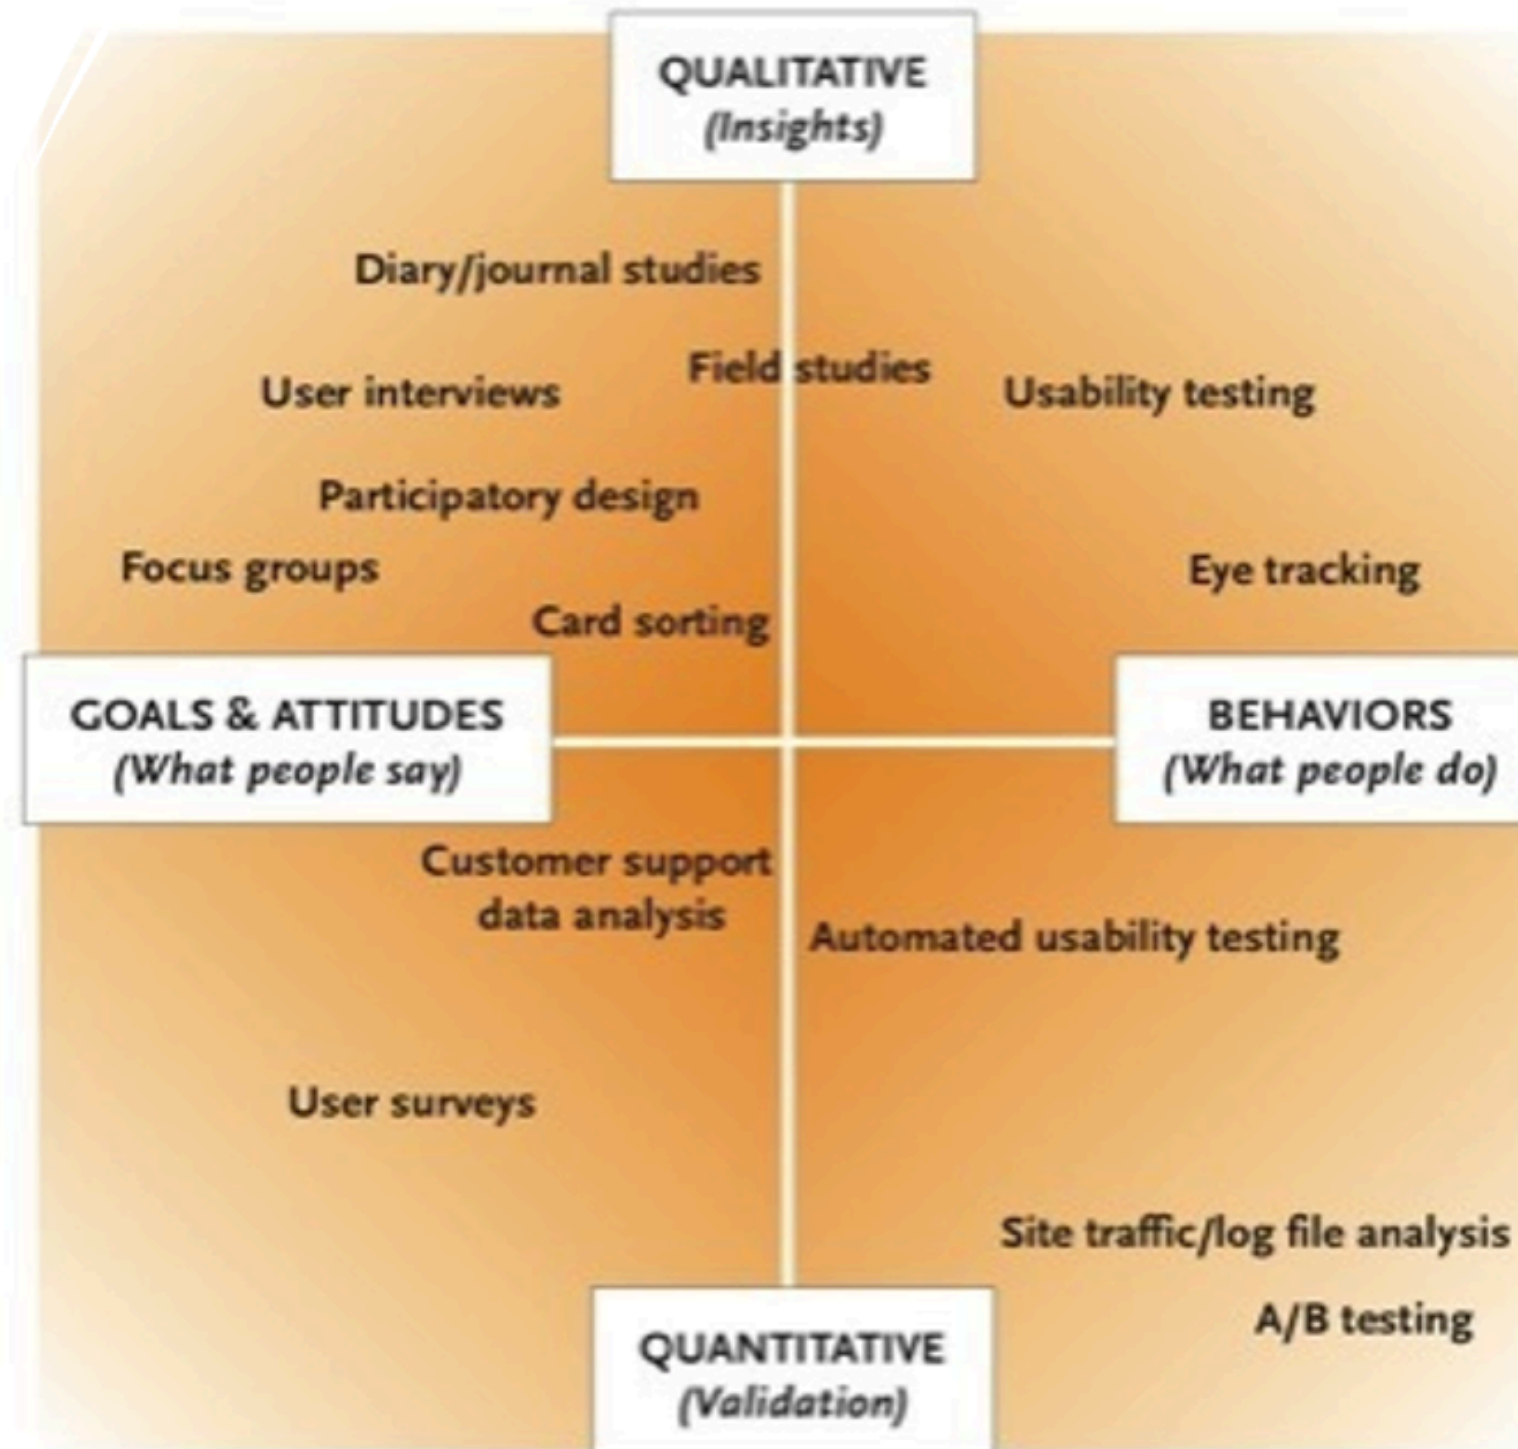 QUALITATIVE
(Insights)
Diary/journal studies
Field studies
User interviews
Usability testing
Participatory design
Focus groups
Eye tracking
Card sorting
GOALS & ATTITUDES
(What people say)
BEHAVIORS
(What people do)
Customer support
data analysis
Automated usability testing
User surveys
Site traffic/log file analysis
A/B testing
QUANTITATIVE
(Validation)